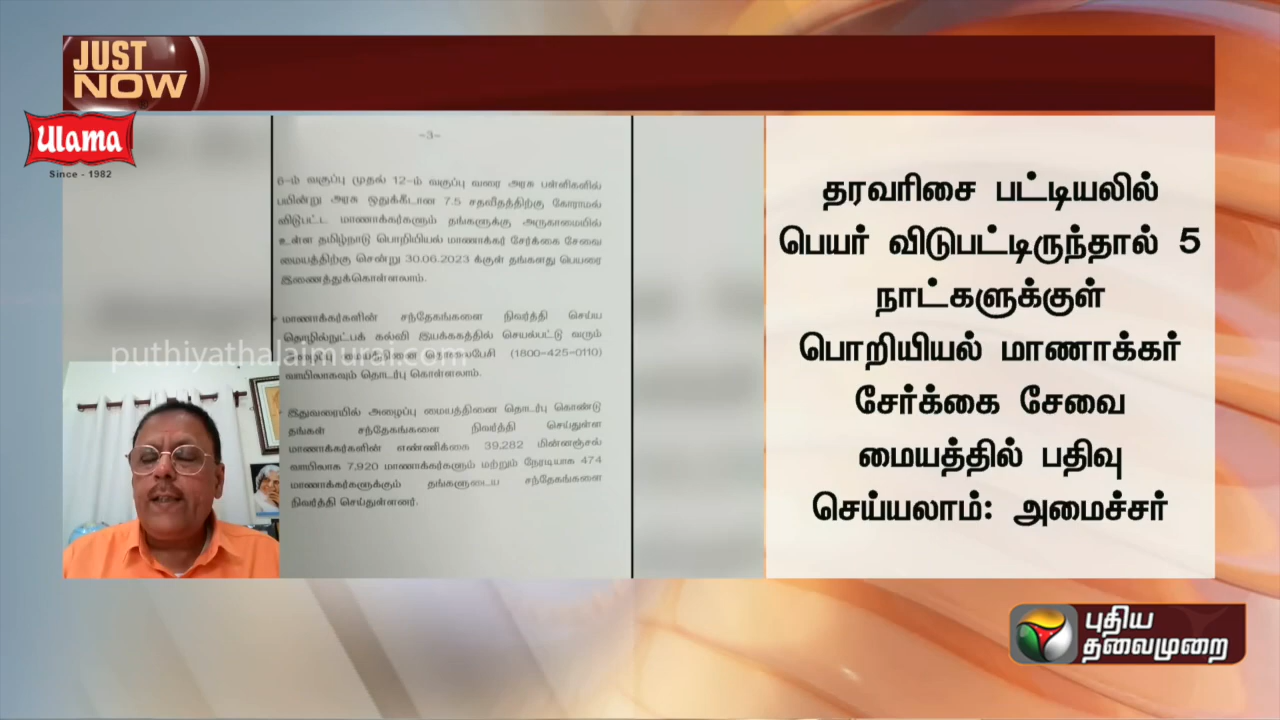 JUST
NOW
Ulama
Since - 1982
-3-
6-ம் வகுப்பு முதல் 12-ம் வகுப்பு வரை அரசு பள்ளிகளில்
பயின்று அரசு ஒதுக்கீடான 7.5 சதவீதத்திற்கு கோராமல்
விடுபட்ட மாணாக்கர்களும் தங்களுக்கு அருகாமையில்
உள்ள தமிழ்நாடு பொறியியல் மாணாக்கர் சேர்க்கை சேவை
மையத்திற்கு சென்று 30.06.2023 க்குள் தங்களது பெயரை
இணைத்துக்கொள்ளலாம்.
மாணாக்கர்களின் சந்தேகங்களை நிவர்த்தி செய்ய
தொழில்நுட்பக் கல்வி இயக்ககத்தில் செயல்பட்டு வரும்
மையத்தினை தொலைபேசி (1800-425-0110)
வாயிலாகவும் தொடர்பு கொள்ளலாம்.
puthiyathalaimurai.com
இதுவரையில் அழைப்பு மையத்தினை தொடர்பு கொண்டு
தங்கள் சந்தேகங்களை நிவர்த்தி செய்துள்ள
மாணாக்கர்களின் எண்ணிக்கை 39,282 மின்னஞ்சல்
வாயிலாக 7,920 மாணாக்கர்களும் மற்றும் நேரடியாக 474
மாணாக்கர்களுக்கும் தங்களுடைய சந்தேகங்களை
நிவர்த்தி செய்துள்ளனர்.
தரவரிசை பட்டியலில்
பெயர் விடுபட்டிருந்தால் 5
நாட்களுக்குள்
பொறியியல் மாணாக்கர்
சேர்க்கை சேவை
மையத்தில் பதிவு
செய்யலாம்: அமைச்சர்
புதிய
தலைமுறை